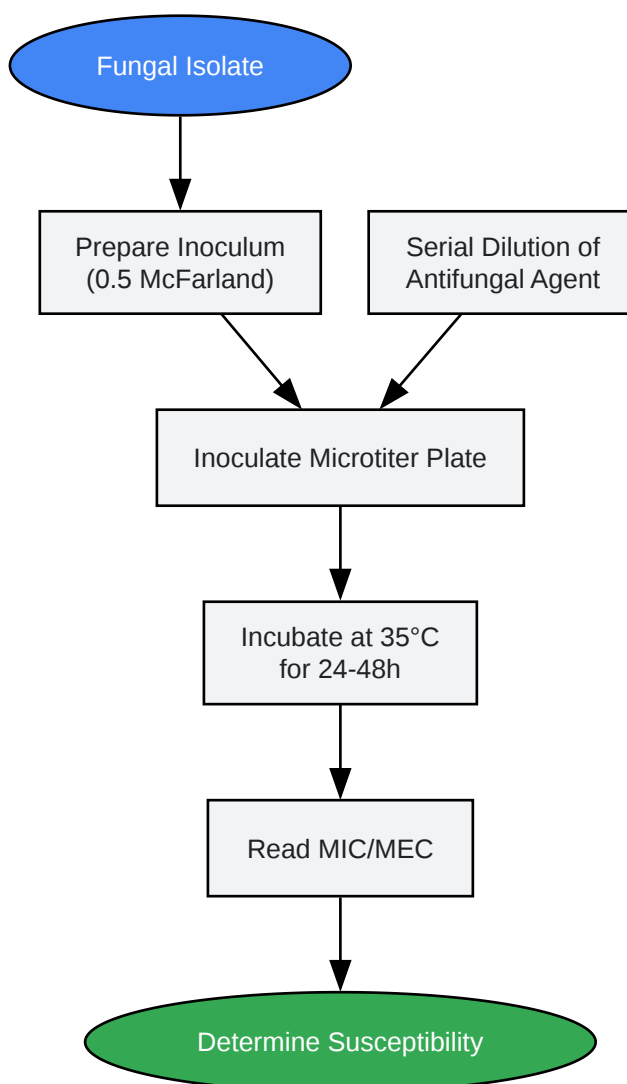 Fungal Isolate
Prepare Inoculum
(0.5 McFarland)
Serial Dilution of
Antifungal Agent
Inoculate Microtiter Plate
Incubate at 35°C
for 24-48h
Read MIC/MEC
Determine Susceptibility